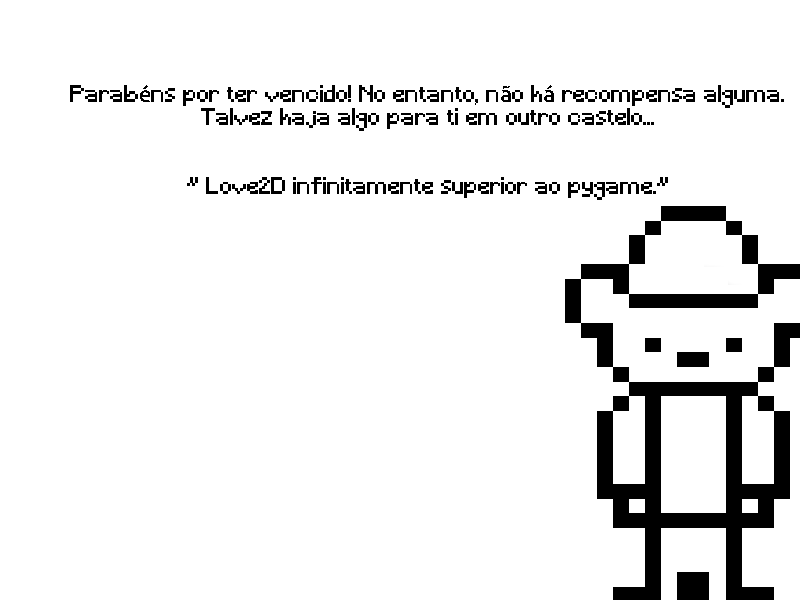 Parabéns por ter vencido! No entanto, não há recompensa alguma.
Talvez haja algo para ti em outro castelo...
" Love2D infinitamente superior ao pygame."